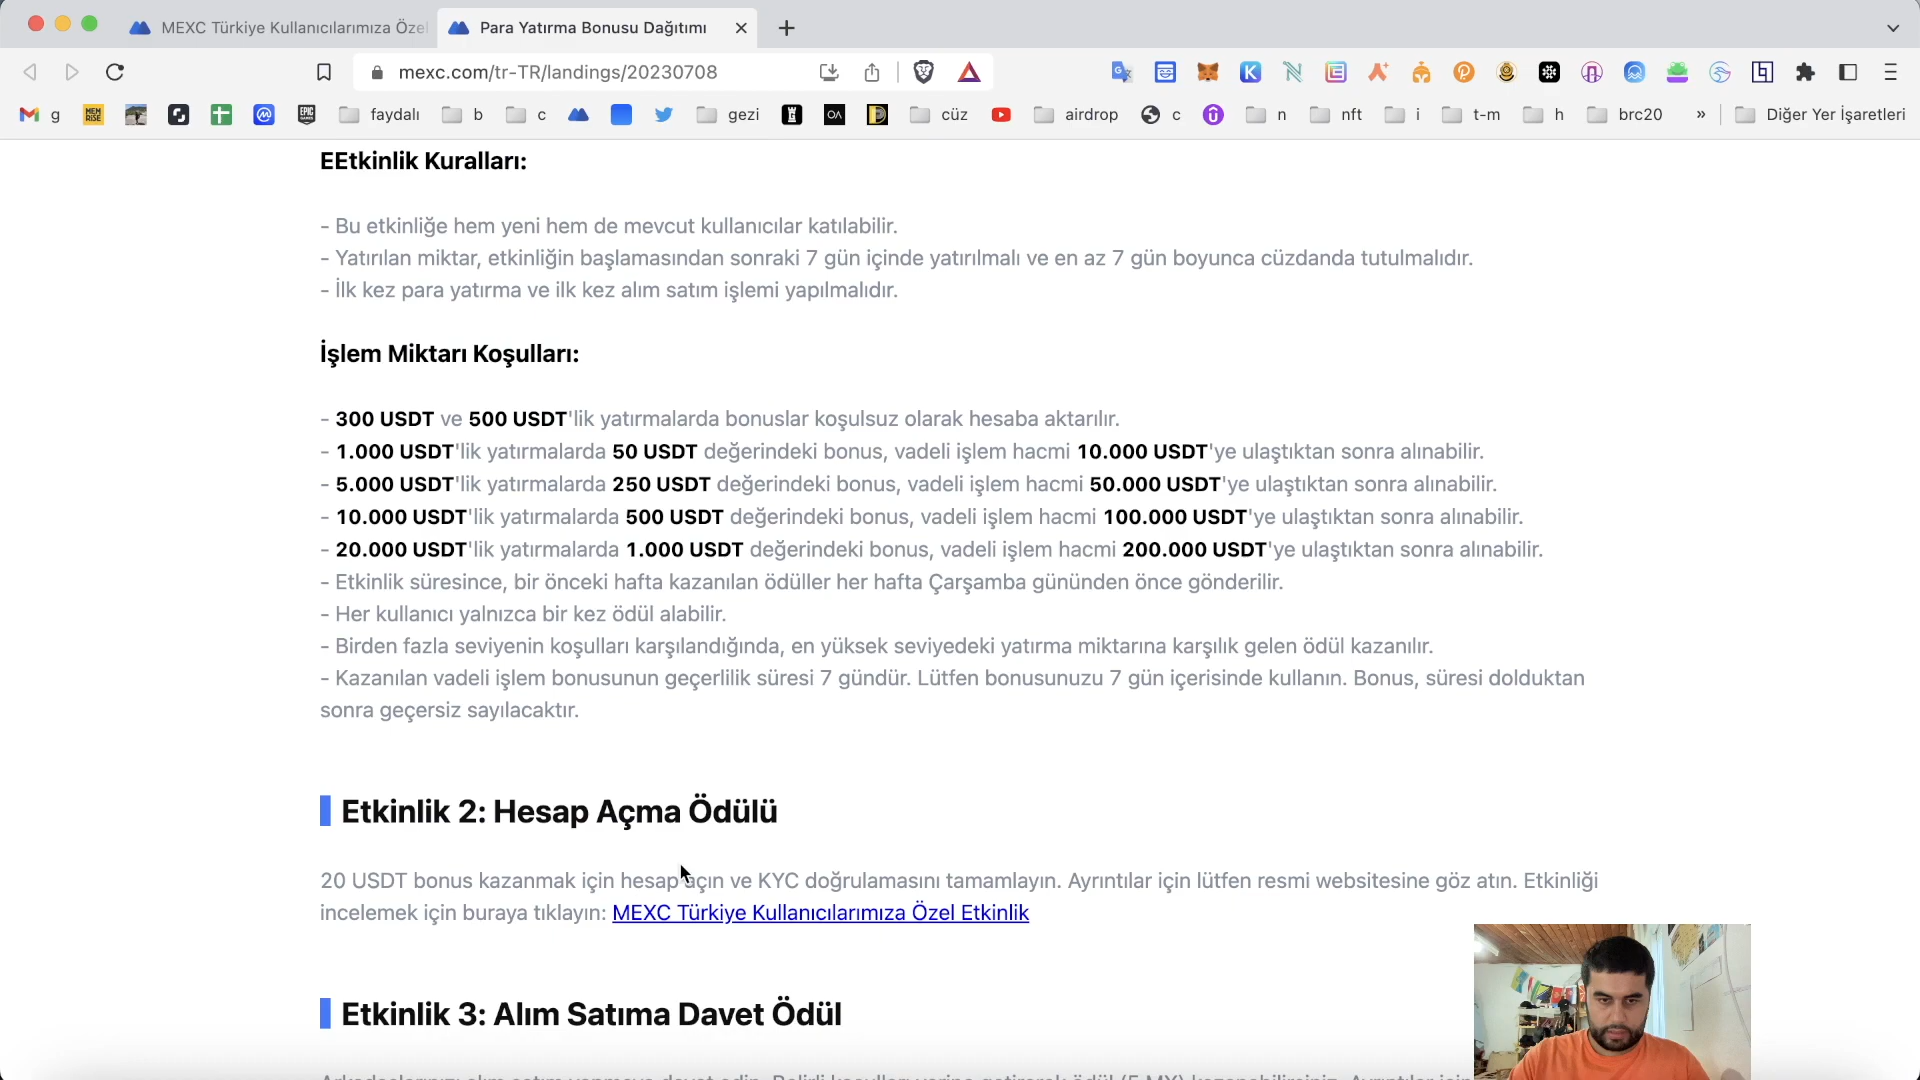 MEXC Türkiye Kullanıcılarımıza Özel
Para Yatırma Bonusu Dağıtımı
mexc.com/tr-TR/landings/20230708
g
MEM
RISE
EPIC
GAMES
faydalı
b
c
gezi
OA
cüz
airdrop
c
n
nft
i
t-m
h
brc20
»
Diğer Yer İşaretleri
EEtkinlik Kuralları:
- Bu etkinliğe hem yeni hem de mevcut kullanıcılar katılabilir.
- Yatırılan miktar, etkinliğin başlamasından sonraki 7 gün içinde yatırılmalı ve en az 7 gün boyunca cüzdanda tutulmalıdır.
- İlk kez para yatırma ve ilk kez alım satım işlemi yapılmalıdır.
İşlem Miktarı Koşulları:
- 300 USDT ve 500 USDT'lik yatırmalarda bonuslar koşulsuz olarak hesaba aktarılır.
- 1.000 USDT'lik yatırmalarda 50 USDT değerindeki bonus, vadeli işlem hacmi 10.000 USDT'ye ulaştıktan sonra alınabilir.
- 5.000 USDT'lik yatırmalarda 250 USDT değerindeki bonus, vadeli işlem hacmi 50.000 USDT'ye ulaştıktan sonra alınabilir.
- 10.000 USDT'lik yatırmalarda 500 USDT değerindeki bonus, vadeli işlem hacmi 100.000 USDT'ye ulaştıktan sonra alınabilir.
- 20.000 USDT'lik yatırmalarda 1.000 USDT değerindeki bonus, vadeli işlem hacmi 200.000 USDT'ye ulaştıktan sonra alınabilir.
- Etkinlik süresince, bir önceki hafta kazanılan ödüller her hafta Çarşamba gününden önce gönderilir.
- Her kullanıcı yalnızca bir kez ödül alabilir.
- Birden fazla seviyenin koşulları karşılandığında, en yüksek seviyedeki yatırma miktarına karşılık gelen ödül kazanılır.
- Kazanılan vadeli işlem bonusunun geçerlilik süresi 7 gündür. Lütfen bonusunuzu 7 gün içerisinde kullanın. Bonus, süresi dolduktan
sonra geçersiz sayılacaktır.
Etkinlik 2: Hesap Açma Ödülü
20 USDT bonus kazanmak için hesap açın ve KYC doğrulamasını tamamlayın. Ayrıntılar için lütfen resmi websitesine göz atın. Etkinliği
incelemek için buraya tıklayın: MEXC Türkiye Kullanıcılarımıza Özel Etkinlik
Etkinlik 3: Alım Satıma Davet Ödül